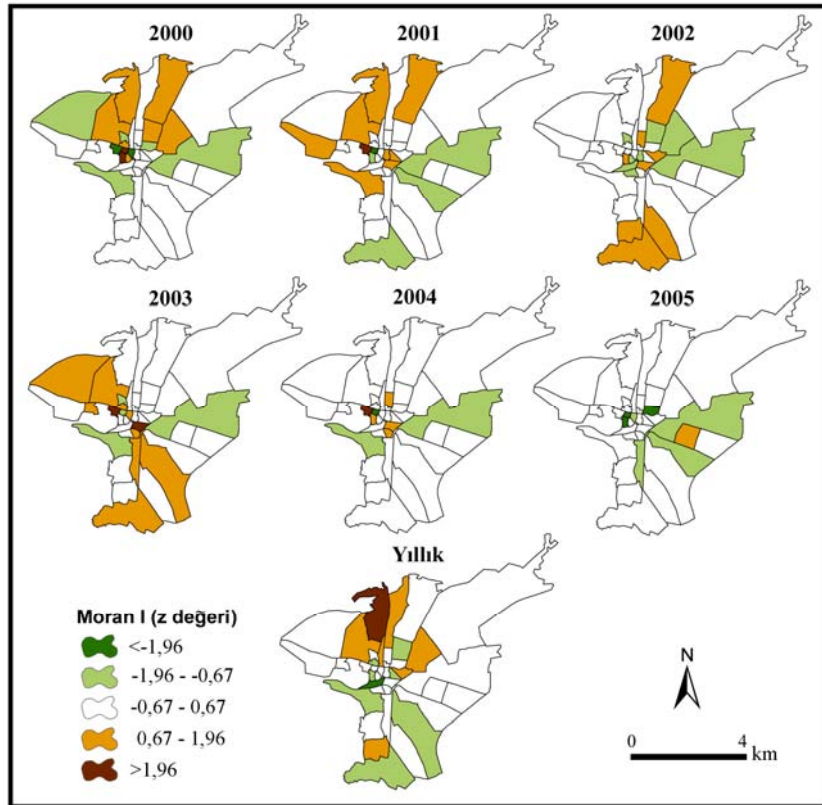 2000
2001
2002
2003
2004
2005
Yıllık
Moran I (z değeri)
<-1,96
-1,96 - -0,67
-0,67 - 0,67
0,67 - 1,96
>1,96
N
0 4
km